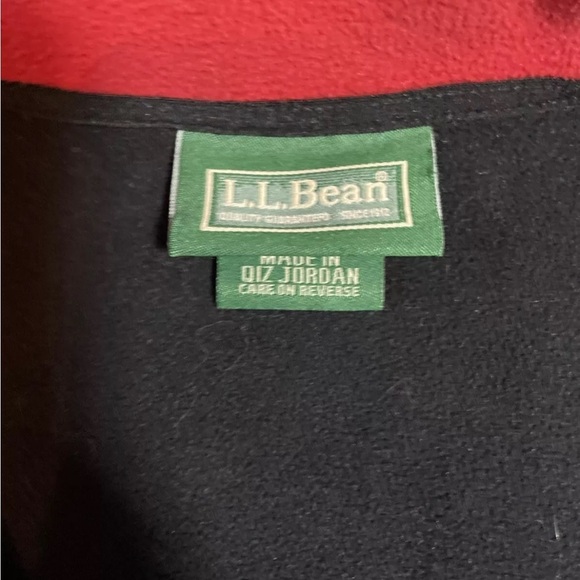 L.L.Bean®
QUALITY GUARANTEED SINCE 1912
MADE IN
QIZ JORDAN
CARE ON REVERSE